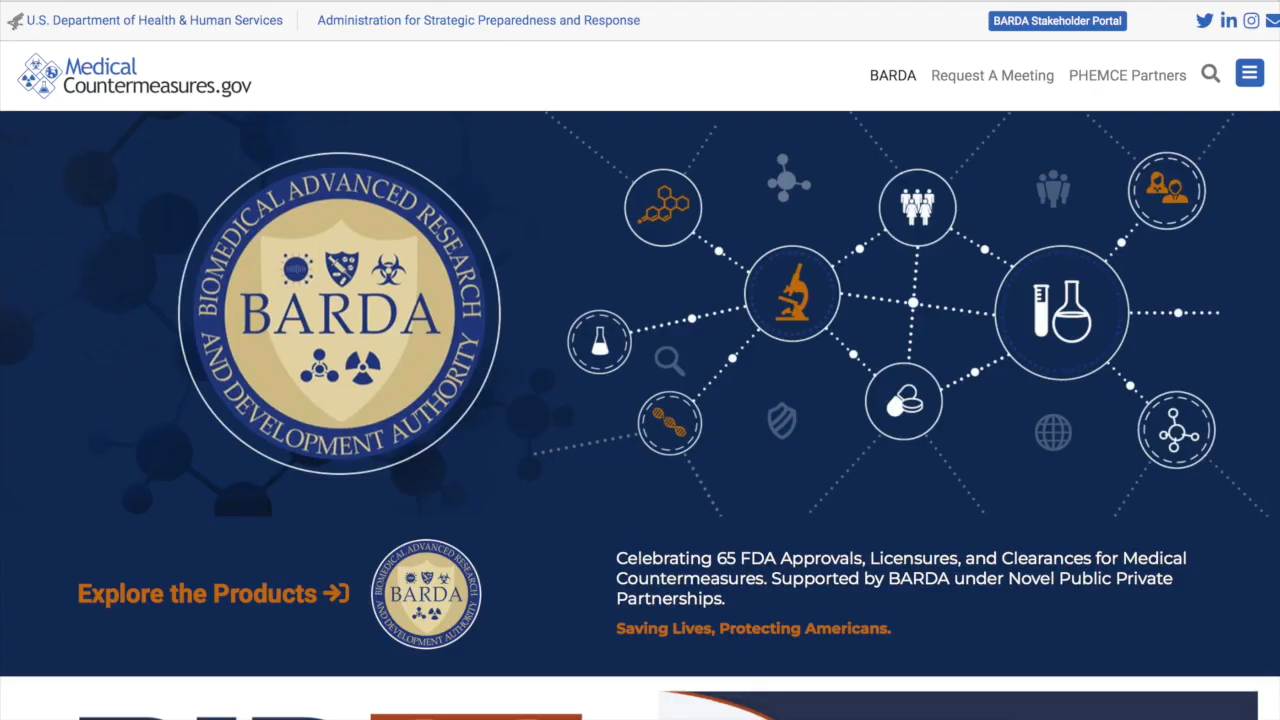 U.S. Department of Health & Human Services
Administration for Strategic Preparedness and Response
BARDA Stakeholder Portal
Medical
Countermeasures.gov
BARDA
Request A Meeting
PHEMCE Partners
BIOMEDICAL ADVANCED RESEARCH
BARDA
AND DEVELOPMENT AUTHORITY
Explore the Products
BIOMEDICAL ADVANCED RESEARCH
BARDA
AND DEVELOPMENT AUTHORITY
Celebrating 65 FDA Approvals, Licensures, and Clearances for Medical
Countermeasures. Supported by BARDA under Novel Public Private
Partnerships.
Saving Lives, Protecting Americans.